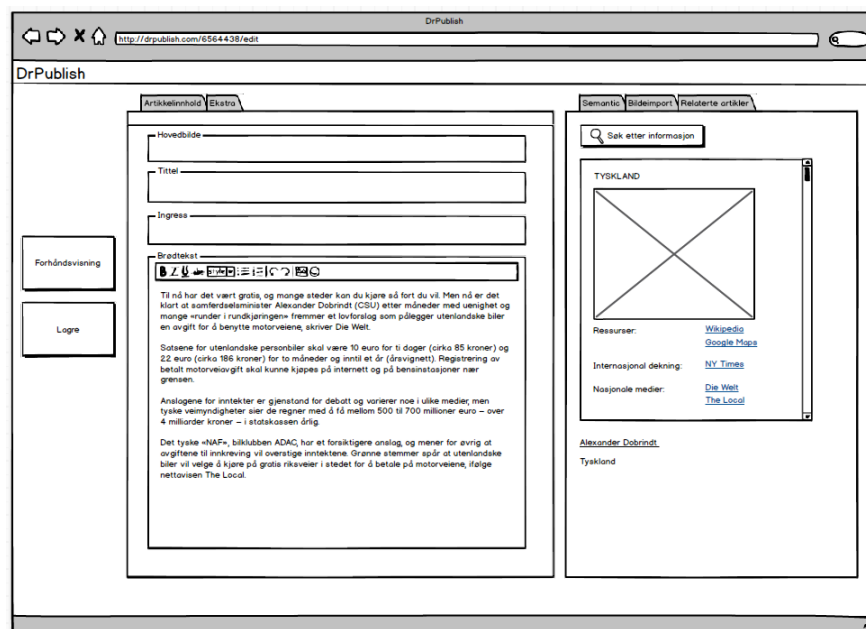 DrPublish
http://drpublish.com/6564438/edit
DrPublish
Artikkelinnhold
Ekstra
Semantic
Bildeimport
Relaterte artikler
Forhåndsvisning
Lagre
Hovedbilde
Tittel
Ingress
Brødtekst
B I U abc style
Til nå har det vært gratis, og mange steder kan du kjøre så fort du vil. Men nå er det
klart at samferdselsminister Alexander Dobrindt (CSU) etter måneder med uenighet og
mange «runder i rundkjøringen» fremmer et lovforslag som pålegger utenlandske biler
en avgift for å benytte motorveiene, skriver Die Welt.
Satsene for utenlandske personbiler skal være 10 euro for ti dager (cirka 85 kroner) og
22 euro (cirka 186 kroner) for to måneder og inntil et år (årsvignett). Registrering av
betalt motorveiavgift skal kunne kjøpes på internett og på bensinstasjoner nær
grensen.
Anslagene for inntekter er gjenstand for debatt og varierer noe i ulike medier, men
tyske veimyndigheter sier de regner med å få mellom 500 til 700 millioner euro – over
4 milliarder kroner – i statskassen årlig.
Det tyske «NAF», bilklubben ADAC, har et forsiktigere anslag, og mener for øvrig at
avgiftene til innkreving vil overstige inntektene. Grønne stemmer spår at utenlandske
biler vil velge å kjøre på gratis riksveier i stedet for å betale på motorveiene, ifølge
nettavisen The Local.
Søk etter informasjon
TYSKLAND
Ressurser:
Wikipedia
Google Maps
Internasjonal dekning:
NY Times
Nasjonale medier:
Die Welt
The Local
Alexander Dobrindt
Tyskland